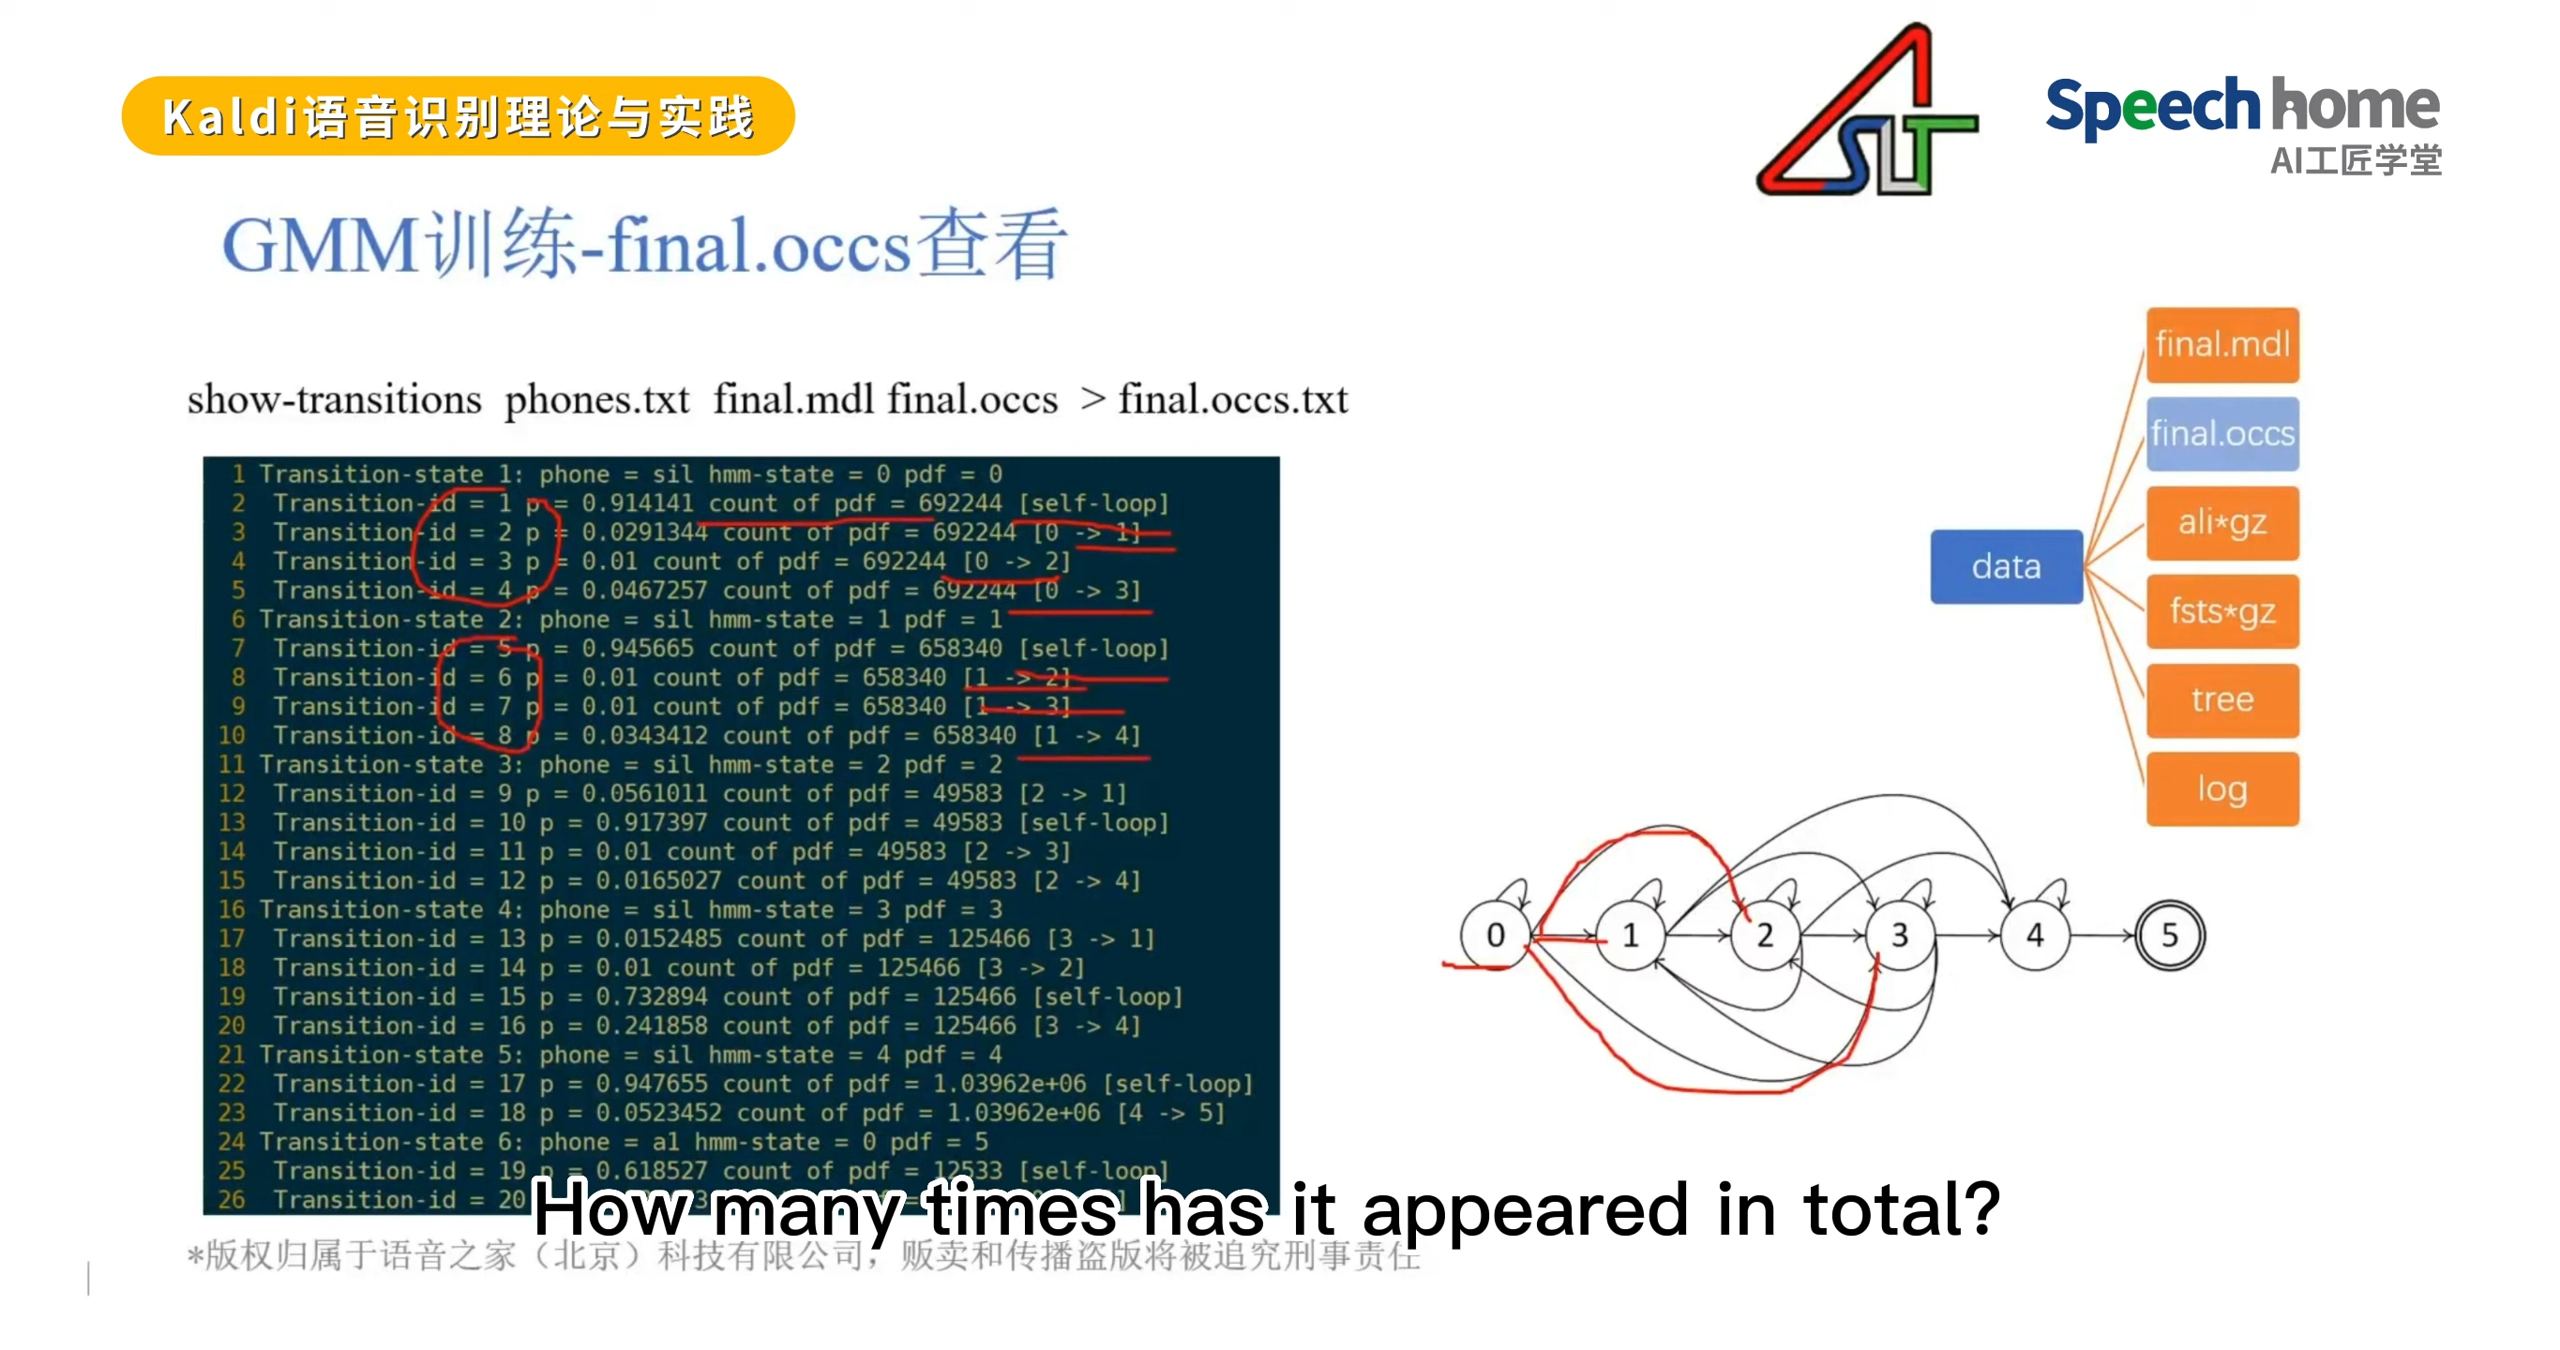 Kaldi语音识别理论与实践
SLT
Speech home
AI工匠学堂
GMM训练-final.occs查看
show-transitions phones.txt final.mdl final.occs > final.occs.txt
1 Transition-state 1: phone = sil hmm-state = 0 pdf = 0
2 Transition-id = 1 p = 0.914141 count of pdf = 692244 [self-loop]
3 Transition-id = 2 p = 0.0291344 count of pdf = 692244 [0 -> 1]
4 Transition-id = 3 p = 0.01 count of pdf = 692244 [0 -> 2]
5 Transition-id = 4 p = 0.0467257 count of pdf = 692244 [0 -> 3]
6 Transition-state 2: phone = sil hmm-state = 1 pdf = 1
7 Transition-id = 5 p = 0.945665 count of pdf = 658340 [self-loop]
8 Transition-id = 6 p = 0.01 count of pdf = 658340 [1 -> 2]
9 Transition-id = 7 p = 0.01 count of pdf = 658340 [1 -> 3]
10 Transition-id = 8 p = 0.0343412 count of pdf = 658340 [1 -> 4]
11 Transition-state 3: phone = sil hmm-state = 2 pdf = 2
12 Transition-id = 9 p = 0.0561011 count of pdf = 49583 [2 -> 1]
13 Transition-id = 10 p = 0.917397 count of pdf = 49583 [self-loop]
14 Transition-id = 11 p = 0.01 count of pdf = 49583 [2 -> 3]
15 Transition-id = 12 p = 0.0165027 count of pdf = 49583 [2 -> 4]
16 Transition-state 4: phone = sil hmm-state = 3 pdf = 3
17 Transition-id = 13 p = 0.0152485 count of pdf = 125466 [3 -> 1]
18 Transition-id = 14 p = 0.01 count of pdf = 125466 [3 -> 2]
19 Transition-id = 15 p = 0.732894 count of pdf = 125466 [self-loop]
20 Transition-id = 16 p = 0.241858 count of pdf = 125466 [3 -> 4]
21 Transition-state 5: phone = sil hmm-state = 4 pdf = 4
22 Transition-id = 17 p = 0.947655 count of pdf = 1.03962e+06 [self-loop]
23 Transition-id = 18 p = 0.0523452 count of pdf = 1.03962e+06 [4 -> 5]
24 Transition-state 6: phone = a1 hmm-state = 0 pdf = 5
25 Transition-id = 19 p = 0.618527 count of pdf = 12533 [self-loop]
26 Transition-id = 20
data
final.mdl
final.occs
ali*gz
fsts*gz
tree
log
0 1 2 3 4 5
How many times has it appeared in total?
*版权归属于语音之家（北京）科技有限公司，贩卖和传播盗版将被追究刑事责任